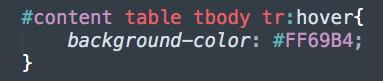 #content table tbody tr:hover{
    background-color: #FF69B4;
}